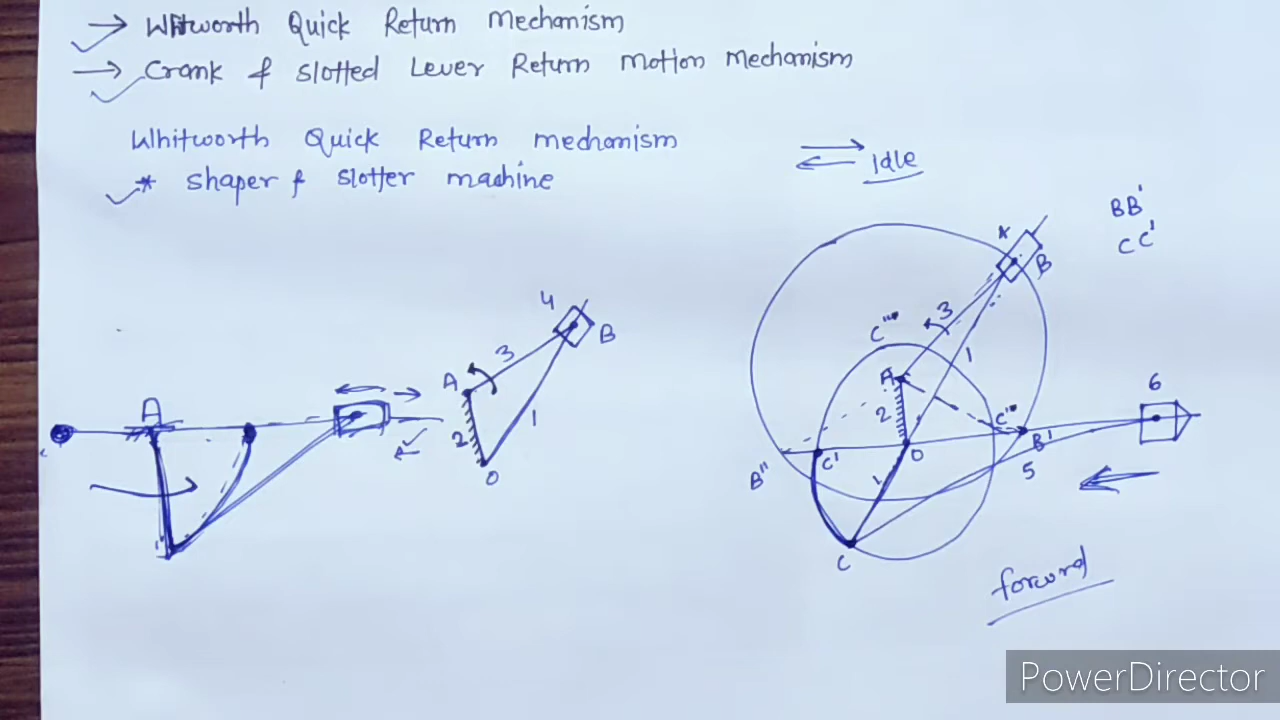 → Whitworth Quick Return Mechanism
→ Crank & Slotted Lever Return Motion Mechanism
Whitworth Quick Return mechanism
* Shaper & Slotter machine
Idle
BB'
CC'
A
A
3
4
B
2
1
O
B
3
C'''
A
2
1
C''
B'
6
B''
C'
O
1
5
C
forward
PowerDirector